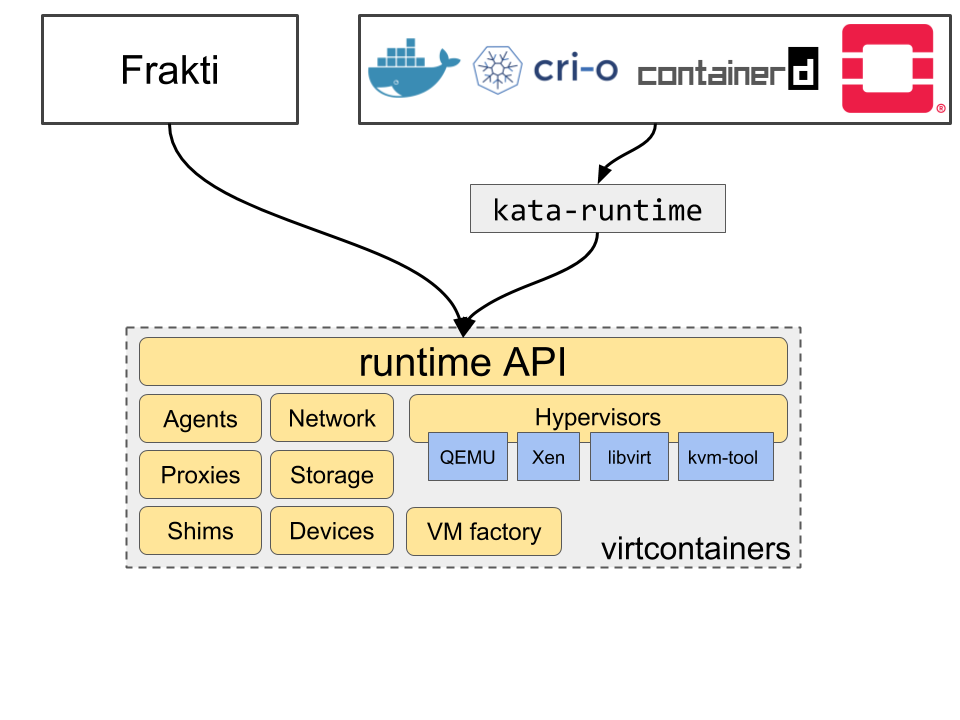 Frakti
cri-o
containerd
®
kata-runtime
runtime API
Agents
Network
Hypervisors
QEMU
Xen
libvirt
kvm-tool
Proxies
Storage
Shims
Devices
VM factory
virtcontainers